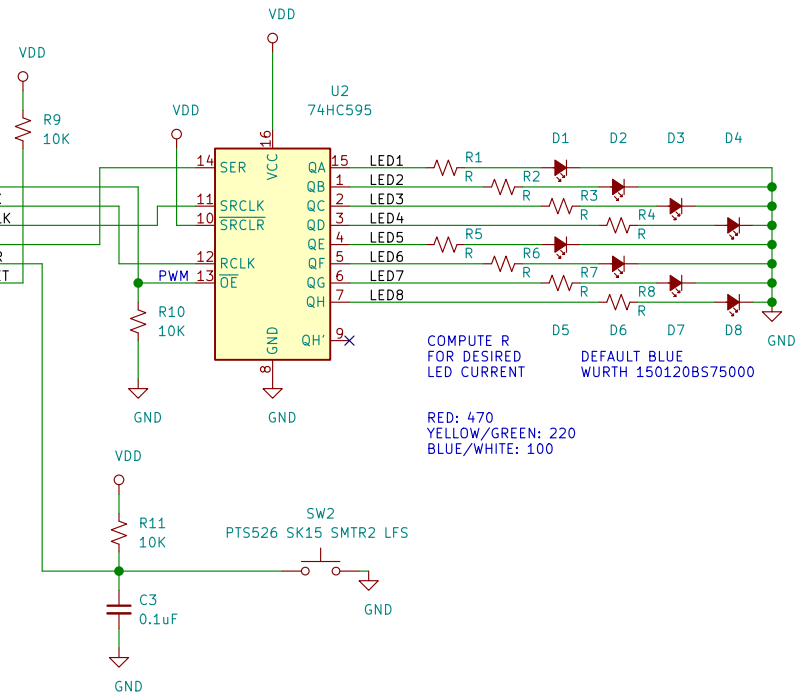 VDD
VDD
R9
10K
VDD
U2
74HC595
16
VCC
14
SER
11
SRCLK
10
SRCLR
12
RCLK
PWM
13
OE
QA
15
LED1
QB
1
LED2
QC
2
LED3
QD
3
LED4
QE
4
LED5
QF
5
LED6
QG
6
LED7
QH
7
LED8
QH'
9
GND
8
D1
D2
D3
D4
R1
R
R2
R
R3
R
R4
R
R5
R
R6
R
R7
R
R8
R
D5
D6
D7
D8
GND
LK
R
ET
R10
10K
GND
GND
COMPUTE R
FOR DESIRED
LED CURRENT
DEFAULT BLUE
WURTH 150120BS75000
RED: 470
YELLOW/GREEN: 220
BLUE/WHITE: 100
VDD
R11
10K
SW2
PTS526 SK15 SMTR2 LFS
C3
0.1uF
GND
GND